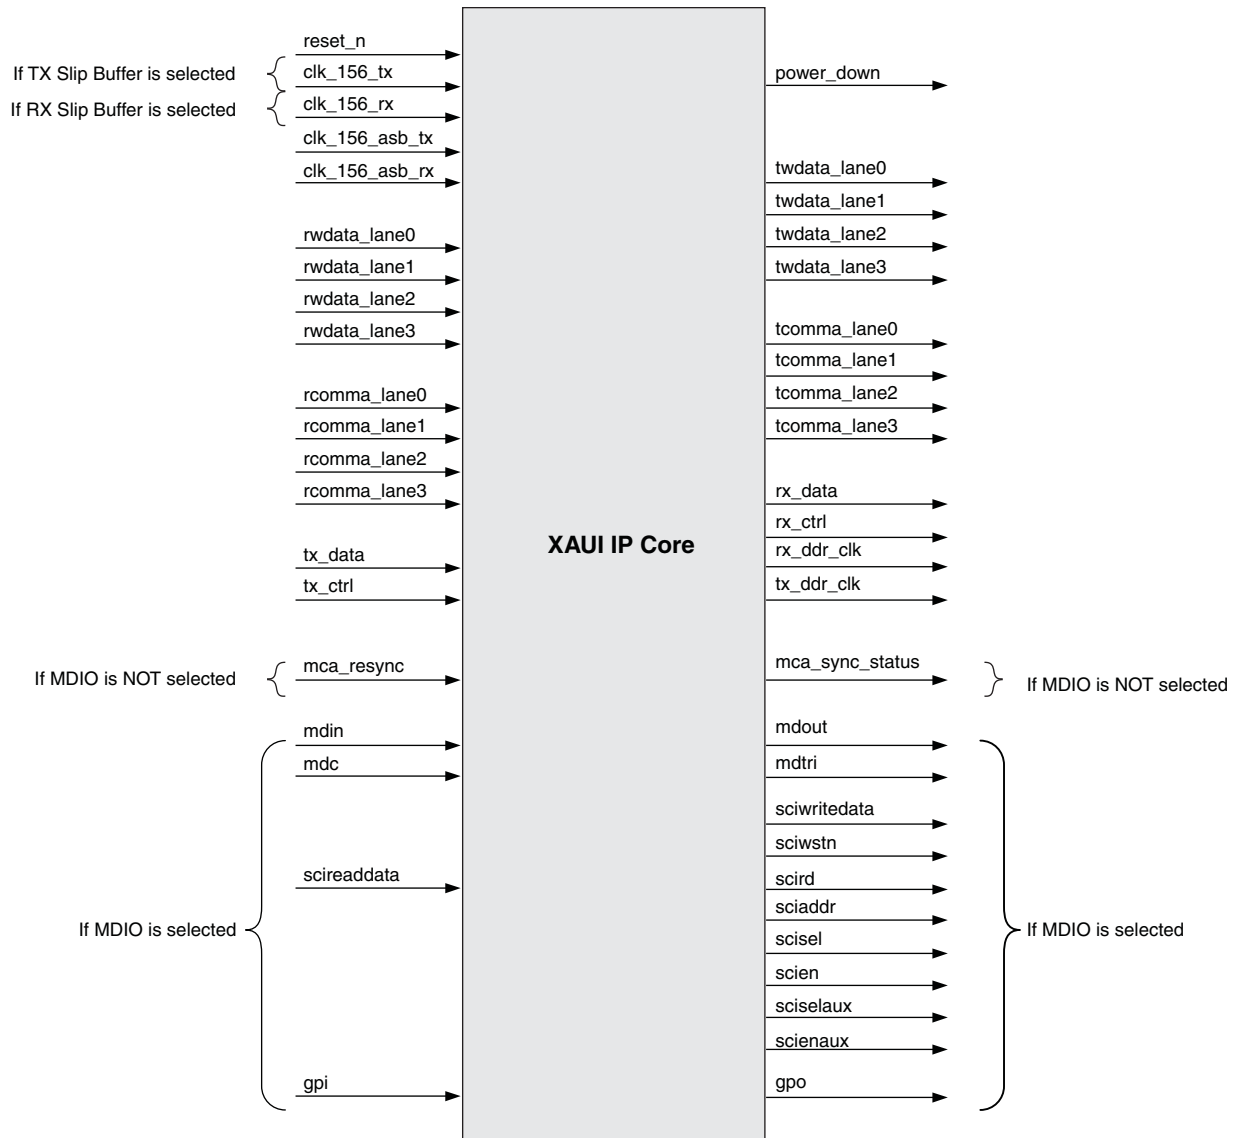 reset_n
If TX Slip Buffer is selected
clk_156_tx
power_down
If RX Slip Buffer is selected
clk_156_rx
clk_156_asb_tx
clk_156_asb_rx
twdata_lane0
twdata_lane1
rwdata_lane0
twdata_lane2
rwdata_lane1
twdata_lane3
rwdata_lane2
rwdata_lane3
tcomma_lane0
tcomma_lane1
rcomma_lane0
tcomma_lane2
rcomma_lane1
tcomma_lane3
rcomma_lane2
rcomma_lane3
rx_data
rx_ctrl
XAUI IP Core
tx_data
rx_ddr_clk
tx_ctrl
tx_ddr_clk
mca_resync
mca_sync_status
If MDIO is NOT selected
If MDIO is NOT selected
mdin
mdout
mdc
mdtri
sciwritedata
sciwstn
scireaddata
scird
sciaddr
If MDIO is selected
scisel
If MDIO is selected
scien
sciselaux
scienaux
gpi
gpo